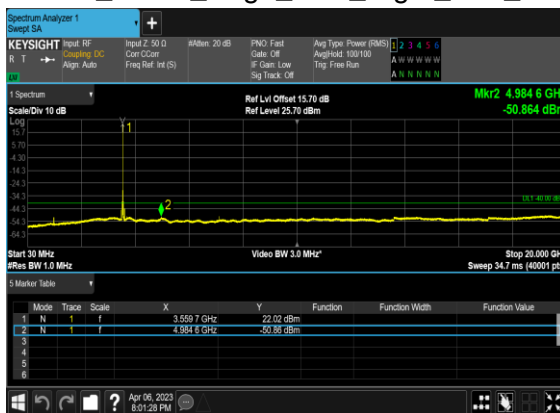 Spectrum Analyzer 1
Swept SA
+
KEYSIGHT
R T
Input: RF
Coupling: DC
Align: Auto
Input Z: 50 Ω
Corr CCorr
Freq Ref: Int (S)
#Atten: 20 dB
PNO: Fast
Gate: Off
IF Gain: Low
Sig Track: Off
Avg Type: Power (RMS)
Avg|Hold: 100/100
Trig: Free Run
1 2 3 4 5 6
A W W W W W
A N N N N N
1 Spectrum
Scale/Div 10 dB
Ref Lvl Offset 15.70 dB
Ref Level 25.70 dBm
Mkr2 4.984 6 GH
-50.864 dBr
Log
15.7
5.70
-4.30
-14.3
-24.3
-34.3
-44.3
-54.3
-64.3
1
2
Start 30 MHz
#Res BW 1.0 MHz
Video BW 3.0 MHz*
Stop 20.000 GH
Sweep 34.7 ms (40001 pt
5 Marker Table
Mode Trace Scale X Y Function Function Width Function Value
1 N 1 f 3.559 7 GHz 22.02 dBm
2 N 1 f 4.984 6 GHz -50.86 dBm
3
4
5
6
?
Apr 06, 2023
8:01:28 PM